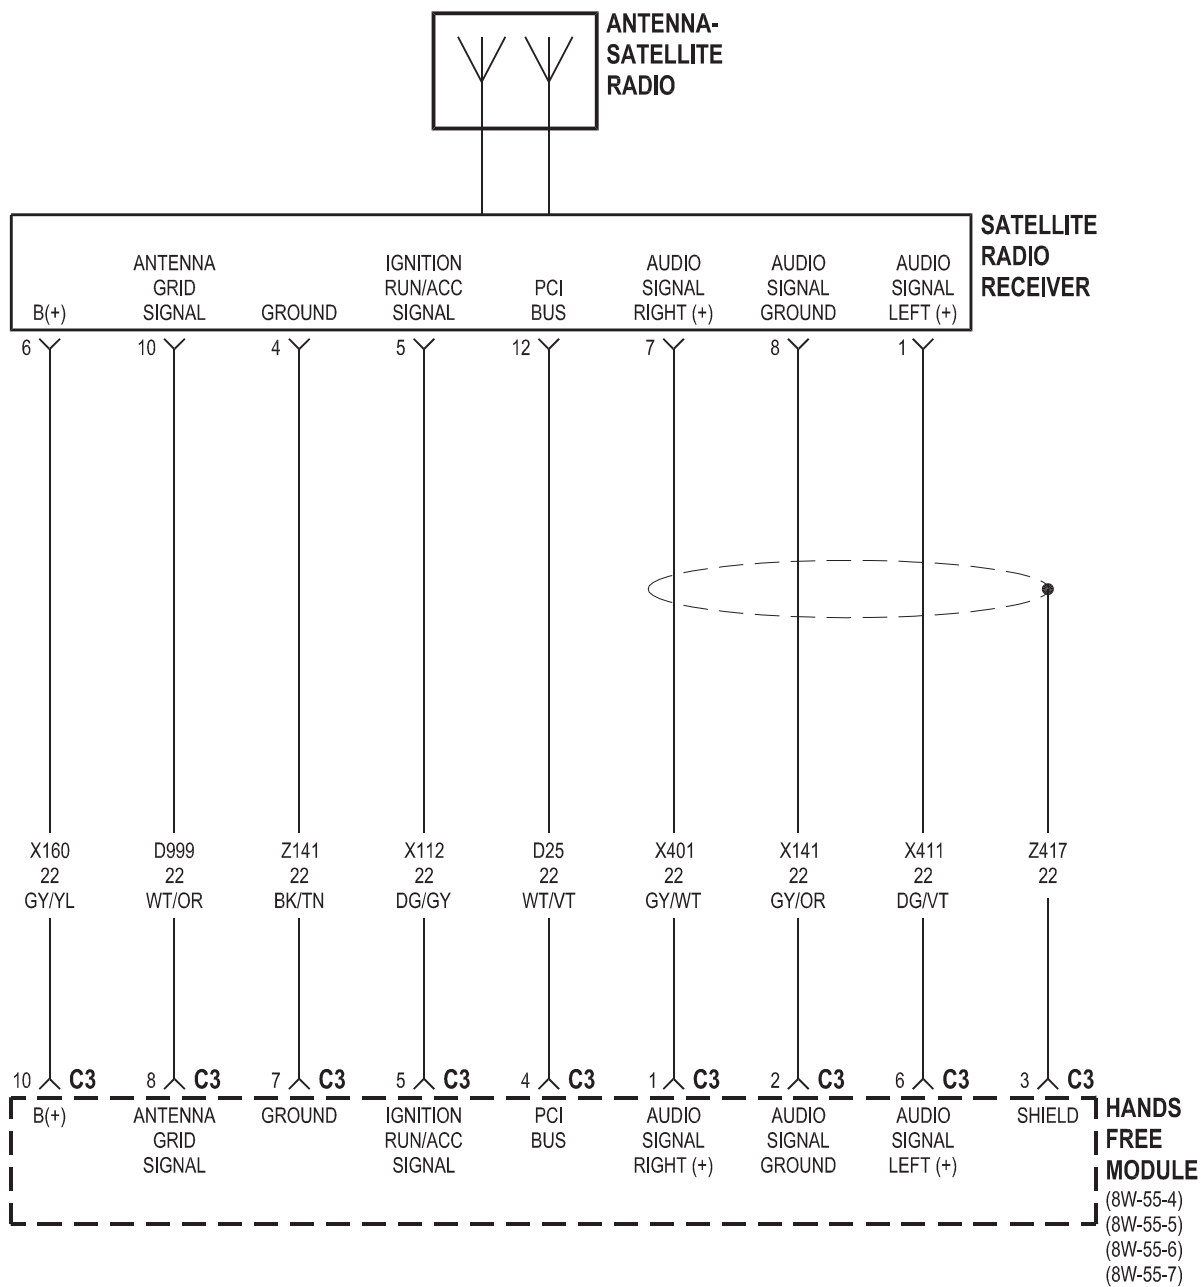 ANTENNA-
SATELLITE
RADIO
SATELLITE
RADIO
RECEIVER
B(+)
ANTENNA
GRID
SIGNAL
GROUND
IGNITION
RUN/ACC
SIGNAL
PCI
BUS
AUDIO
SIGNAL
RIGHT (+)
AUDIO
SIGNAL
GROUND
AUDIO
SIGNAL
LEFT (+)
6 10 4 5 12 7 8 1
X160
22
GY/YL
D999
22
WT/OR
Z141
22
BK/TN
X112
22
DG/GY
D25
22
WT/VT
X401
22
GY/WT
X141
22
GY/OR
X411
22
DG/VT
Z417
22
10 C3 8 C3 7 C3 5 C3 4 C3 1 C3 2 C3 6 C3 3 C3
B(+)
ANTENNA
GRID
SIGNAL
GROUND
IGNITION
RUN/ACC
SIGNAL
PCI
BUS
AUDIO
SIGNAL
RIGHT (+)
AUDIO
SIGNAL
GROUND
AUDIO
SIGNAL
LEFT (+)
SHIELD
HANDS
FREE
MODULE
(8W-55-4)
(8W-55-5)
(8W-55-6)
(8W-55-7)